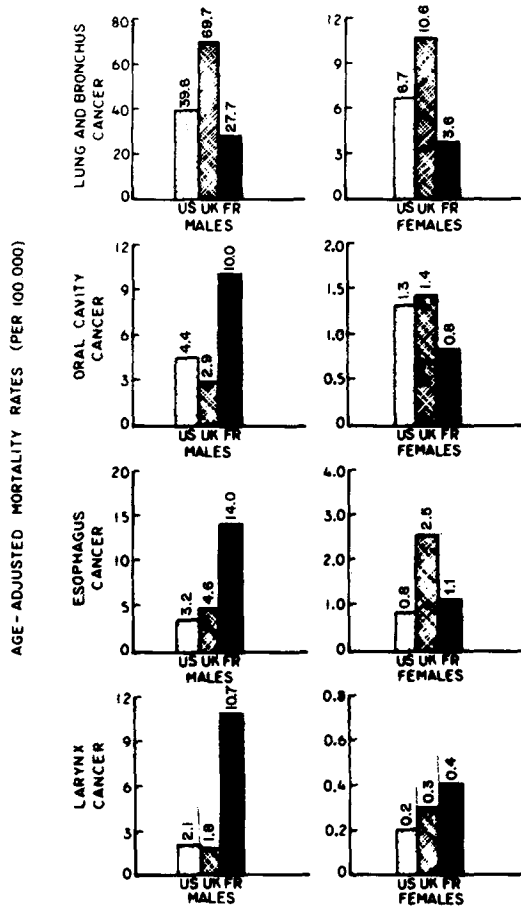 AGE-ADJUSTED MORTALITY RATES (PER 100 000)
LUNG AND BRONCHUS
CANCER
80
60
40
20
0
39.6
69.7
27.7
US UK FR
MALES
12
9
6
3
0
6.7
10.6
3.6
US UK FR
FEMALES
ORAL CAVITY
CANCER
12
9
6
3
0
4.4
2.9
10.0
US UK FR
MALES
2.0
1.5
1.0
0.5
0
1.3
1.4
0.8
US UK FR
FEMALES
ESOPHAGUS
CANCER
20
15
10
5
0
3.2
4.6
14.0
US UK FR
MALES
4.0
3.0
2.0
1.0
0
0.8
2.5
1.1
US UK FR
FEMALES
LARYNX
CANCER
12
9
6
3
0
2.1
1.8
10.7
US UK FR
MALES
0.8
0.6
0.4
0.2
0
0.2
0.3
0.4
US UK FR
FEMALES